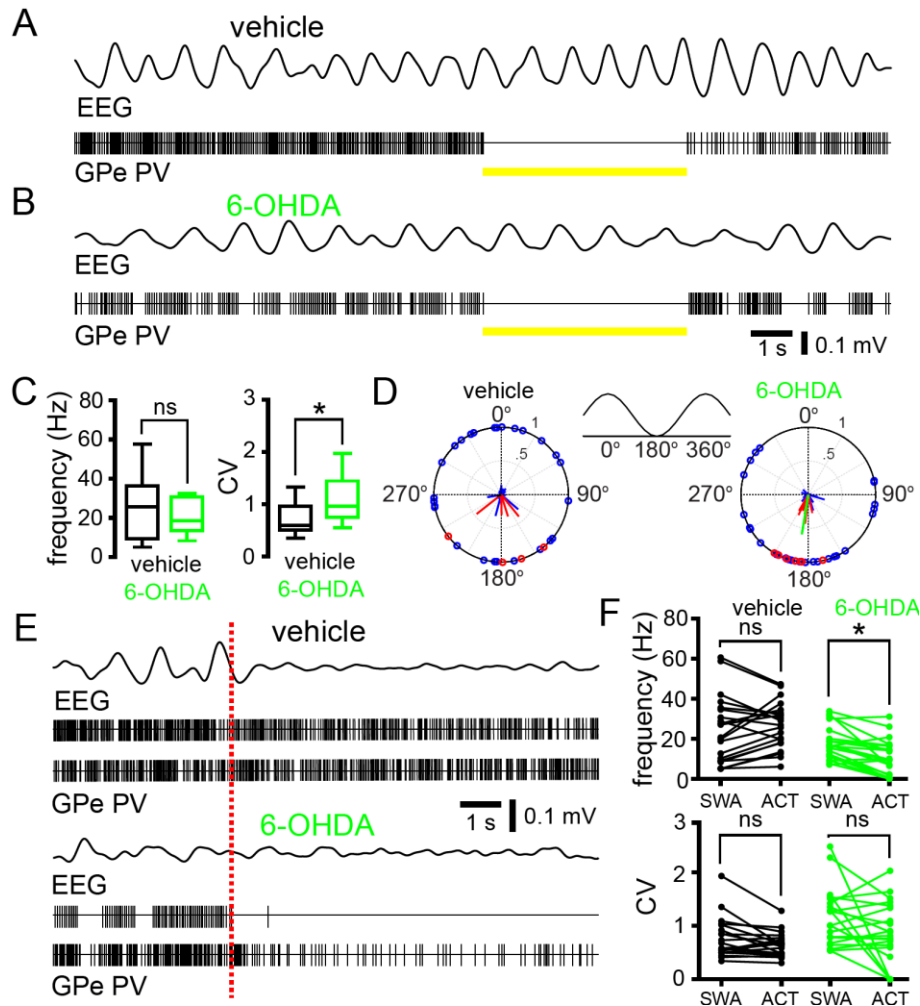 A
vehicle
EEG
GPe PV
B
6-OHDA
EEG
GPe PV
1 s 0.1 mV
C
frequency (Hz)
80
60
40
20
0
ns
vehicle
6-OHDA
CV
3
2
1
0
*
vehicle
6-OHDA
D
vehicle
0°
1
.5
270°
90°
180°
0° 180° 360°
6-OHDA
0°
1
.5
270°
90°
180°
E
vehicle
EEG
GPe PV
1 s 0.1 mV
6-OHDA
EEG
GPe PV
F
vehicle 6-OHDA
frequency (Hz)
80
60
40
20
0
ns *
SWA ACT SWA ACT
CV
3
2
1
0
ns ns
SWA ACT SWA ACT